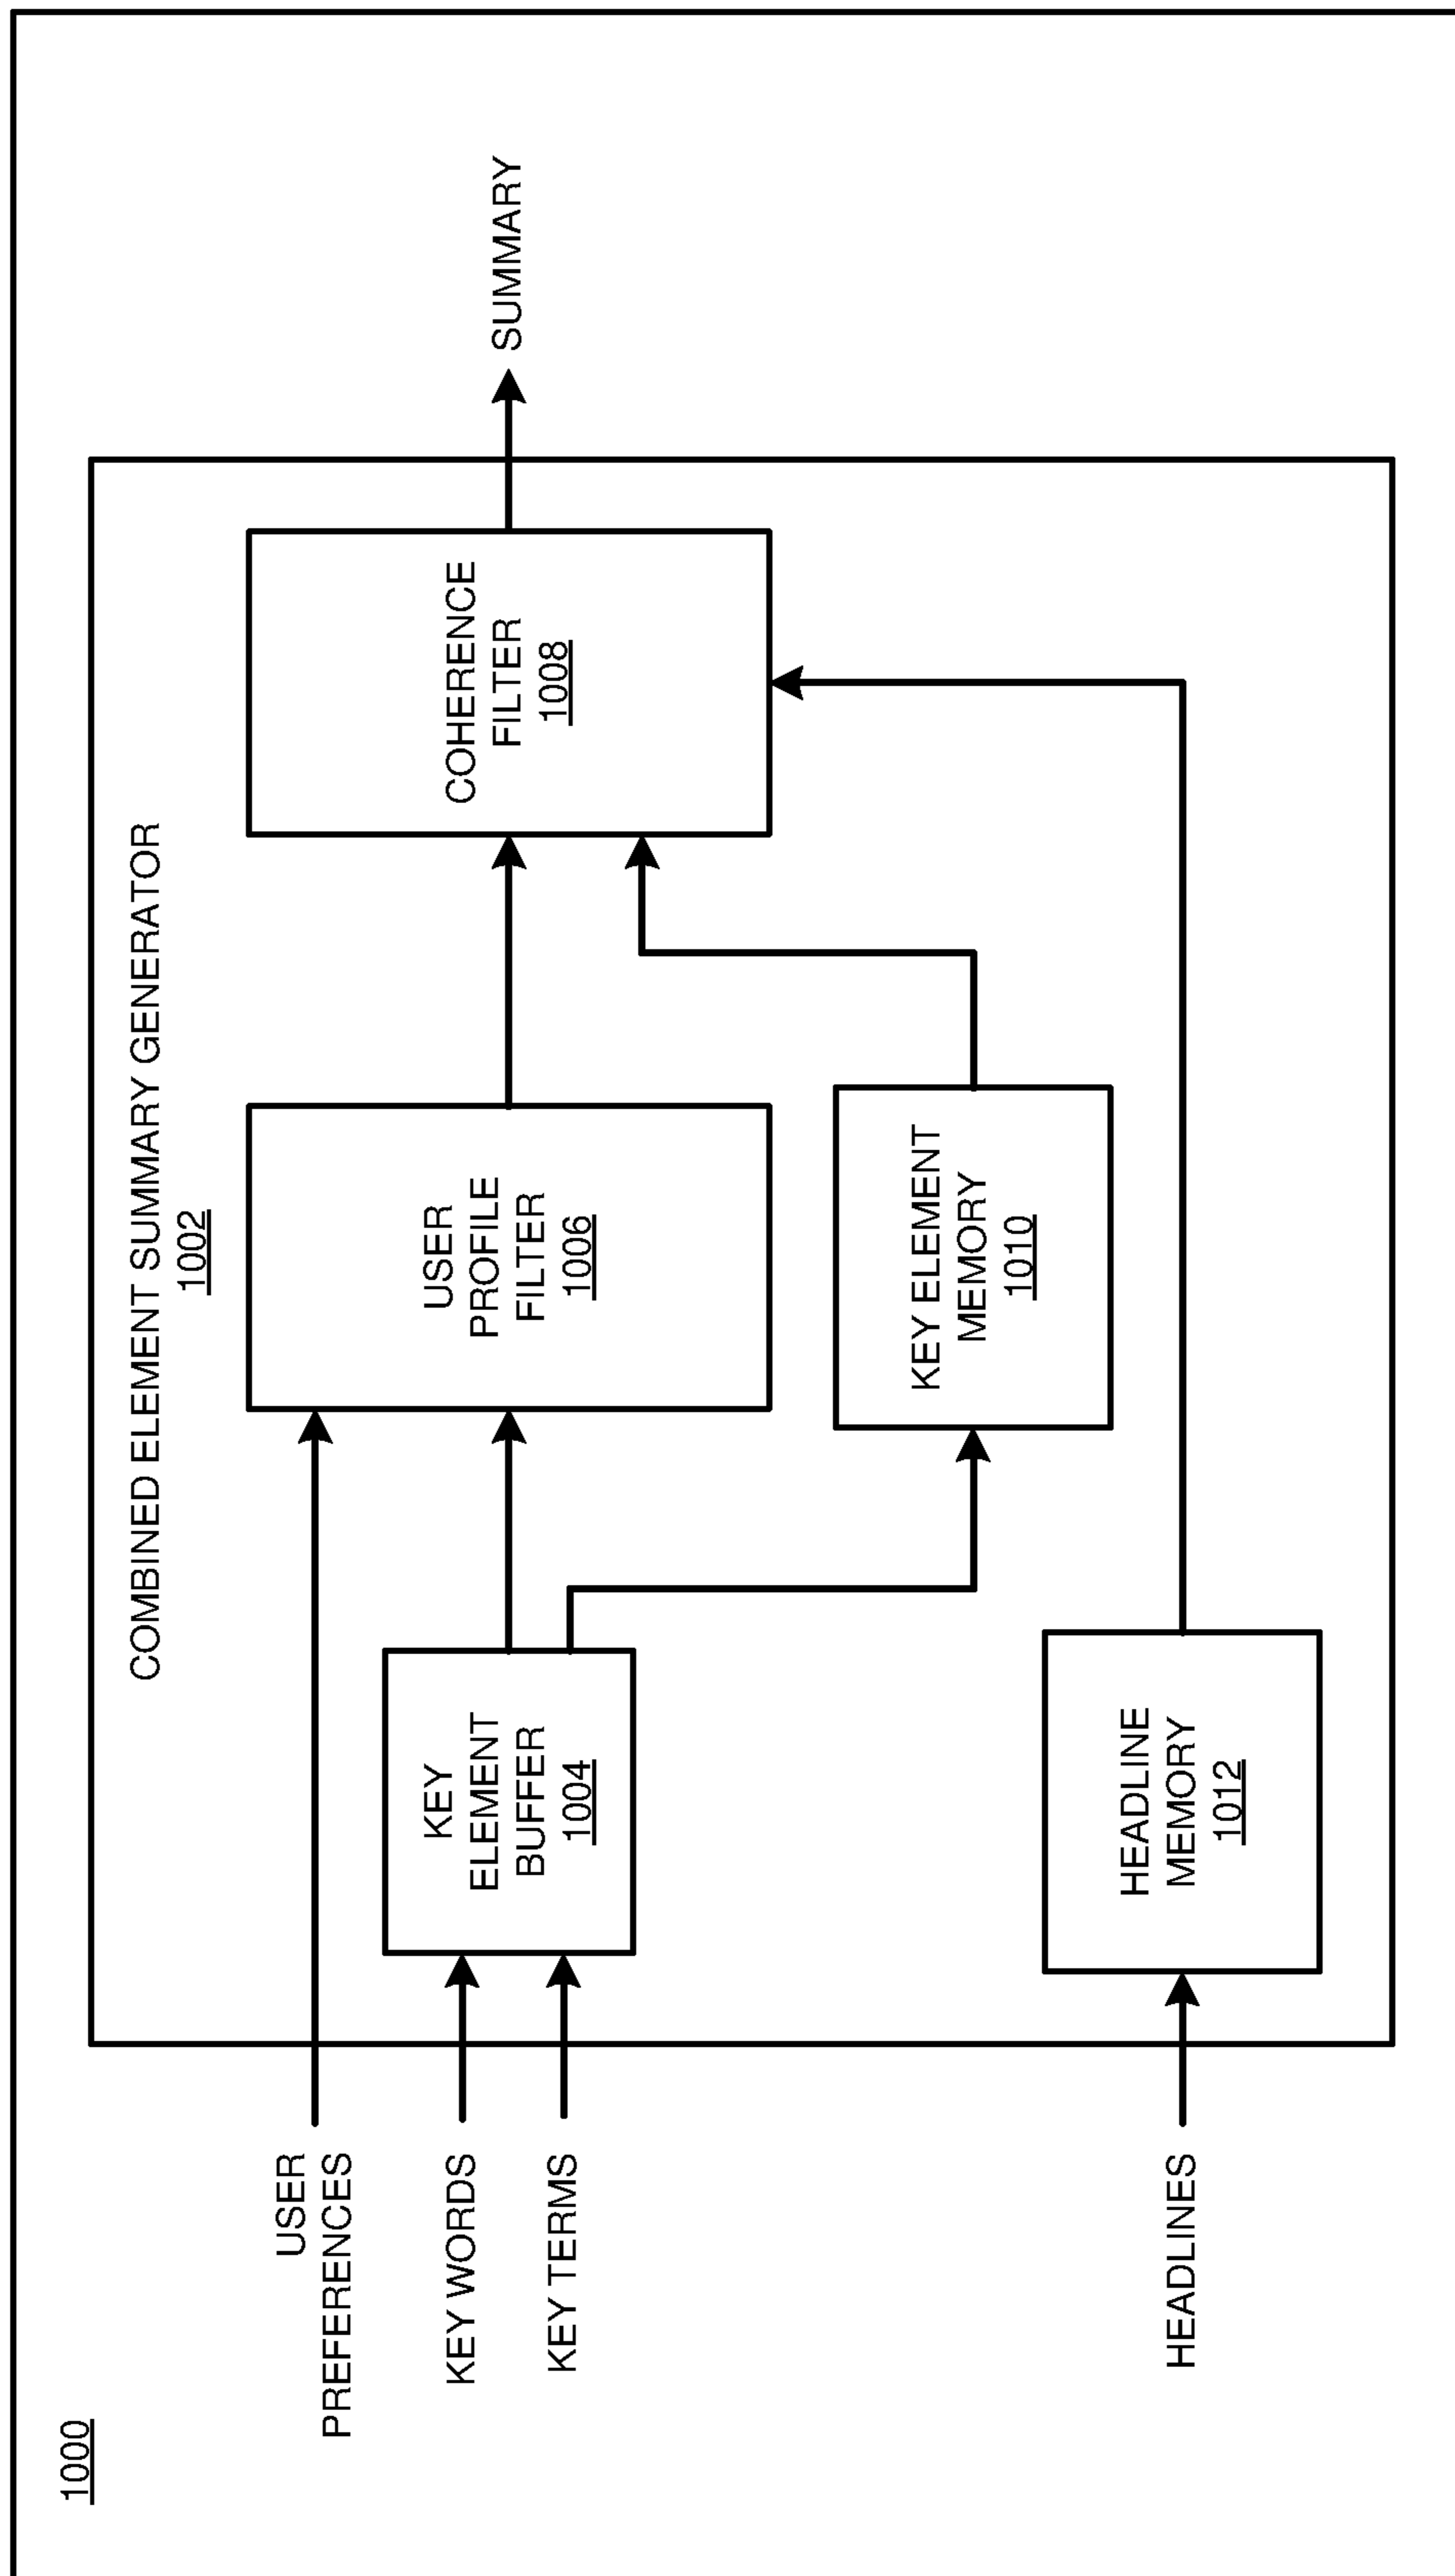 1000
COMBINED ELEMENT SUMMARY GENERATOR
1002
USER
PREFERENCES
KEY WORDS
KEY TERMS
HEADLINES
KEY
ELEMENT
BUFFER
1004
USER
PROFILE
FILTER
1006
COHERENCE
FILTER
1008
SUMMARY
KEY ELEMENT
MEMORY
1010
HEADLINE
MEMORY
1012